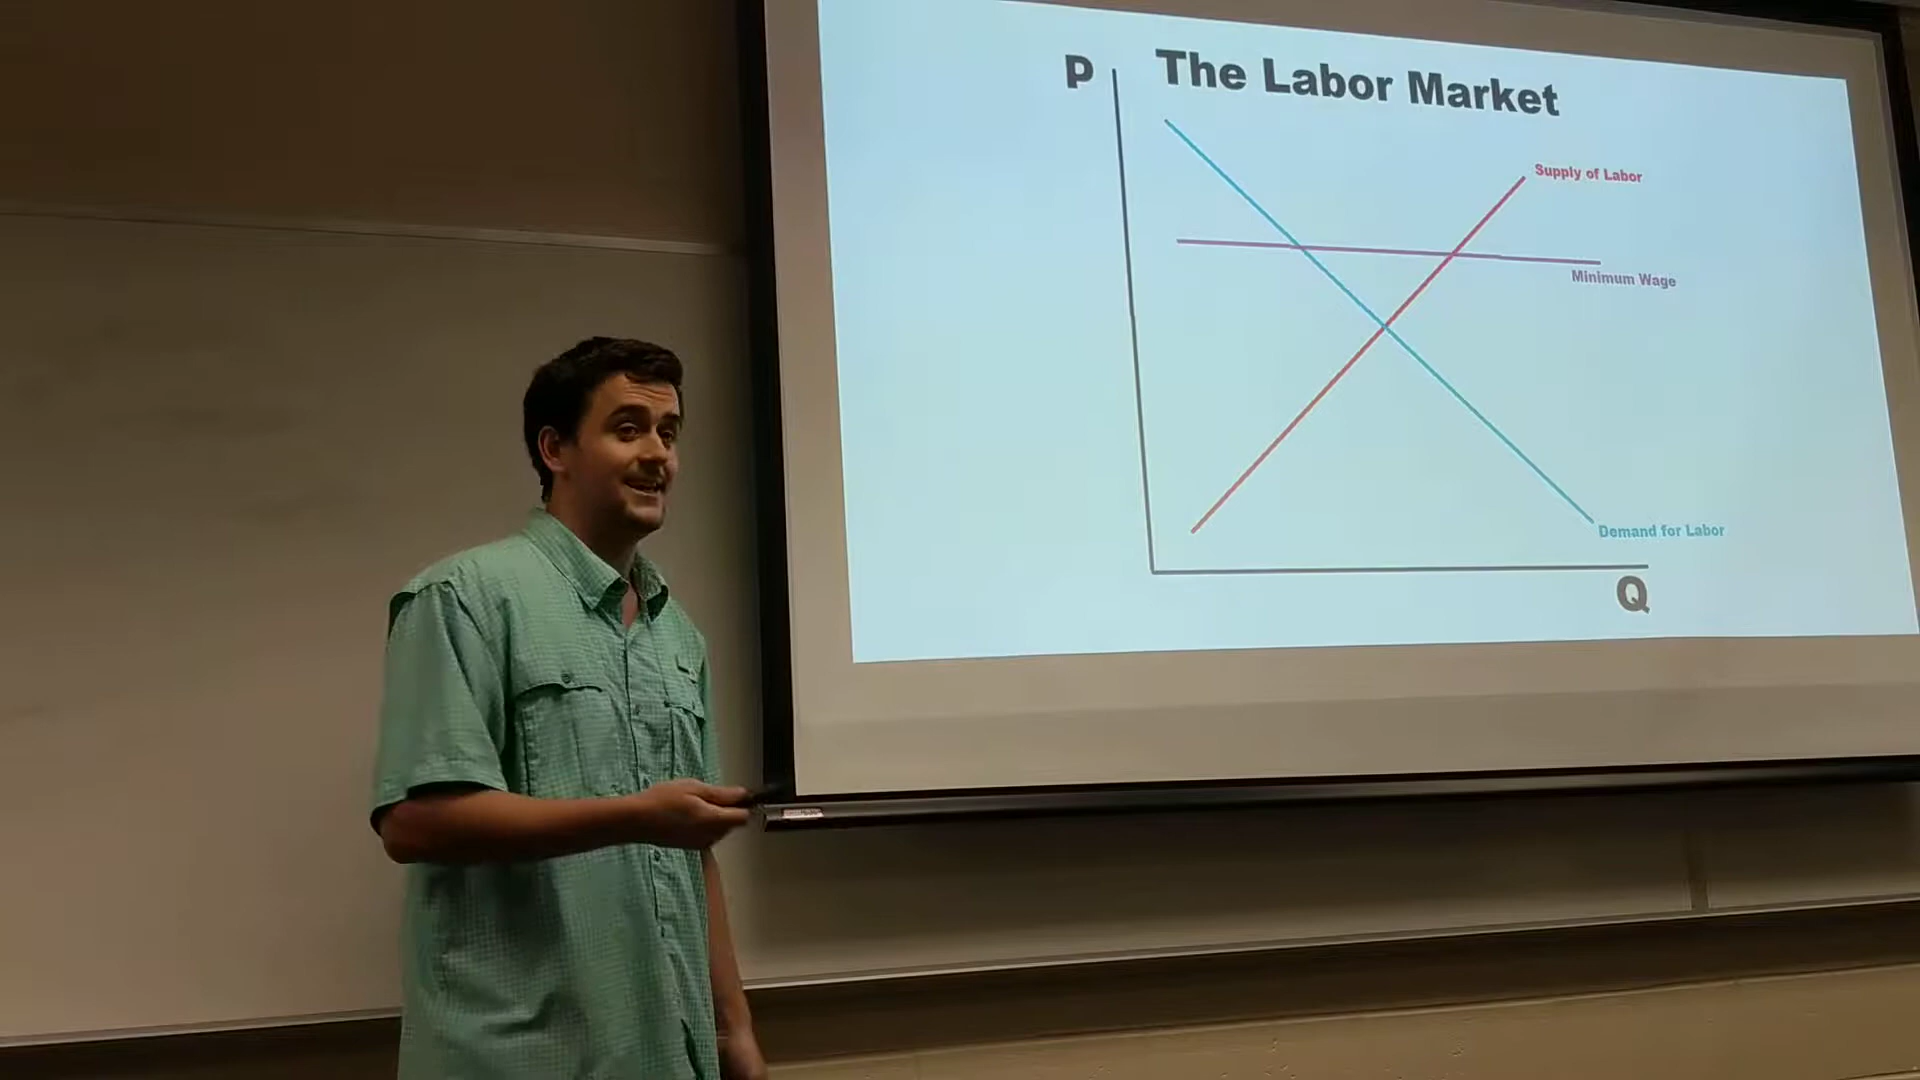 P
The Labor Market
Supply of Labor
Minimum Wage
Demand for Labor
Q